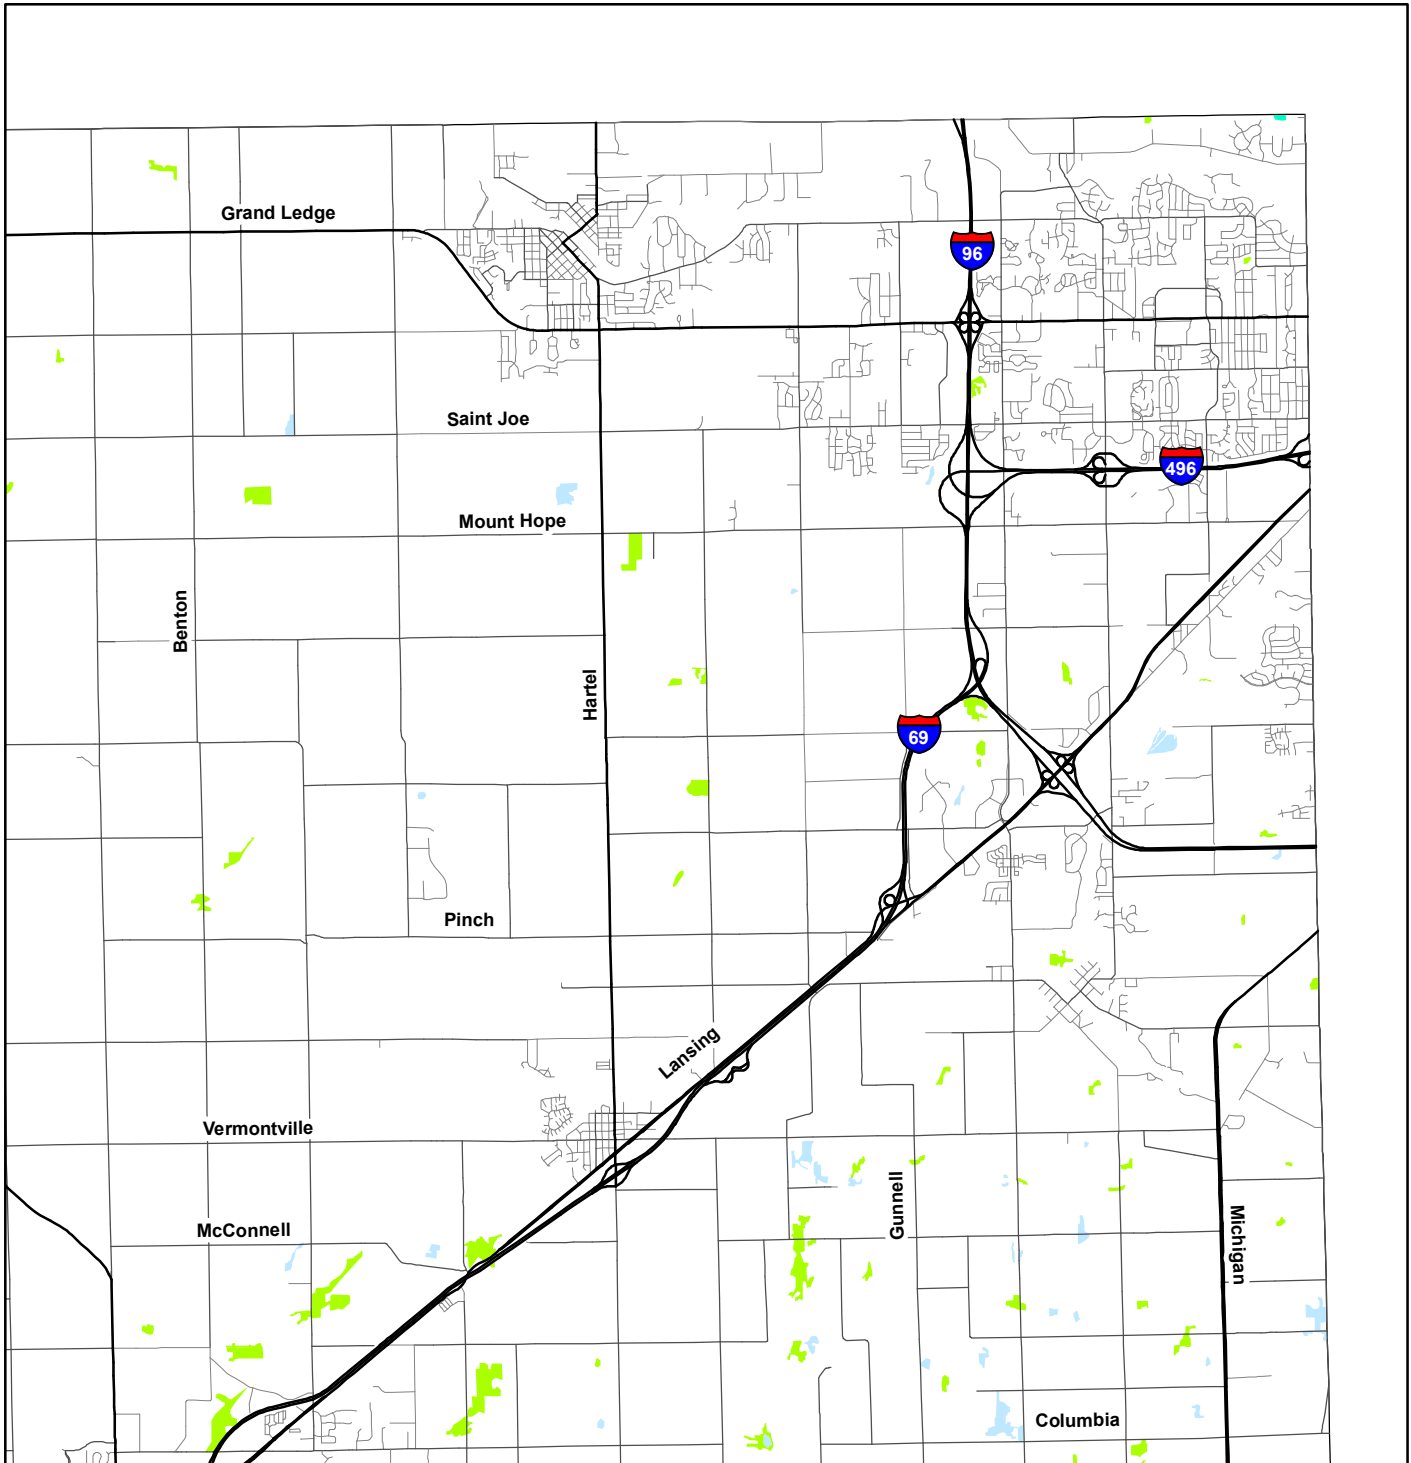 Grand Ledge
96
Saint Joe
496
Mount Hope
Benton
Hartel
69
Pinch
Lansing
Vermontville
Gunnell
McConnell
Michigan
Columbia